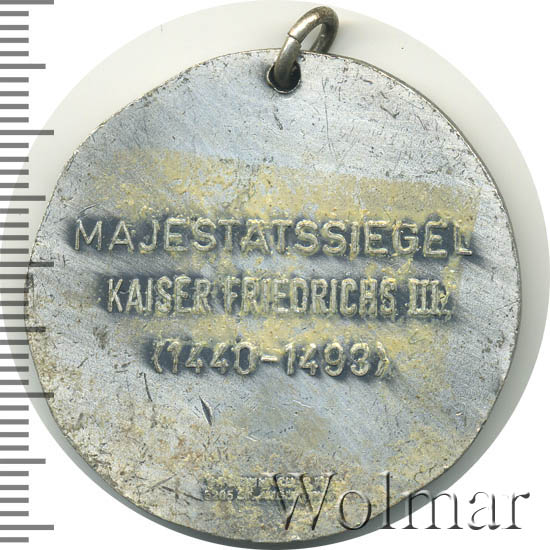 MAJESTATSSIEGEL
KAISER FRIEDRICHS III.
(1440-1493)
Wolmar